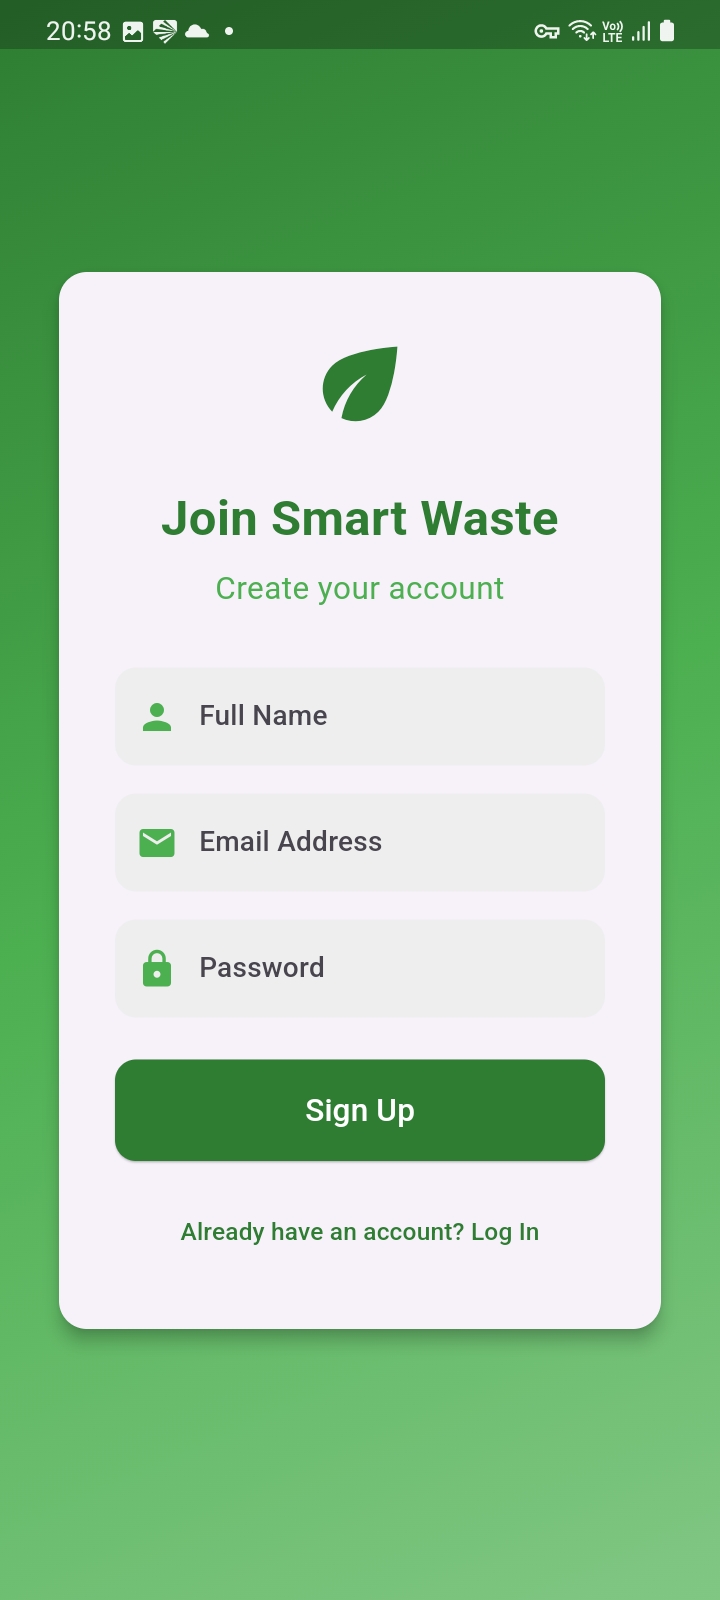 20:58 Vo)) LTE
Join Smart Waste
Create your account
Full Name
Email Address
Password
Sign Up
Already have an account? Log In